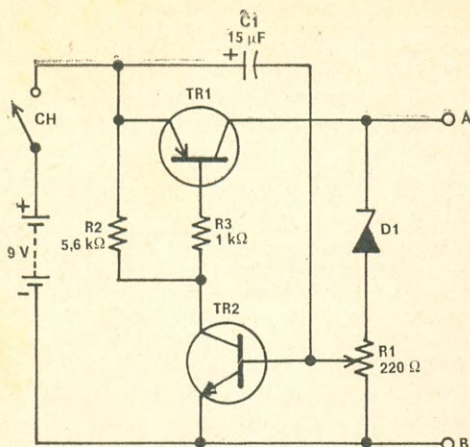 C1
+
15 µF
TR1
A
CH
+
9 V
-
R2
5,6 kΩ
R3
1 kΩ
D1
TR2
R1
220 Ω
B